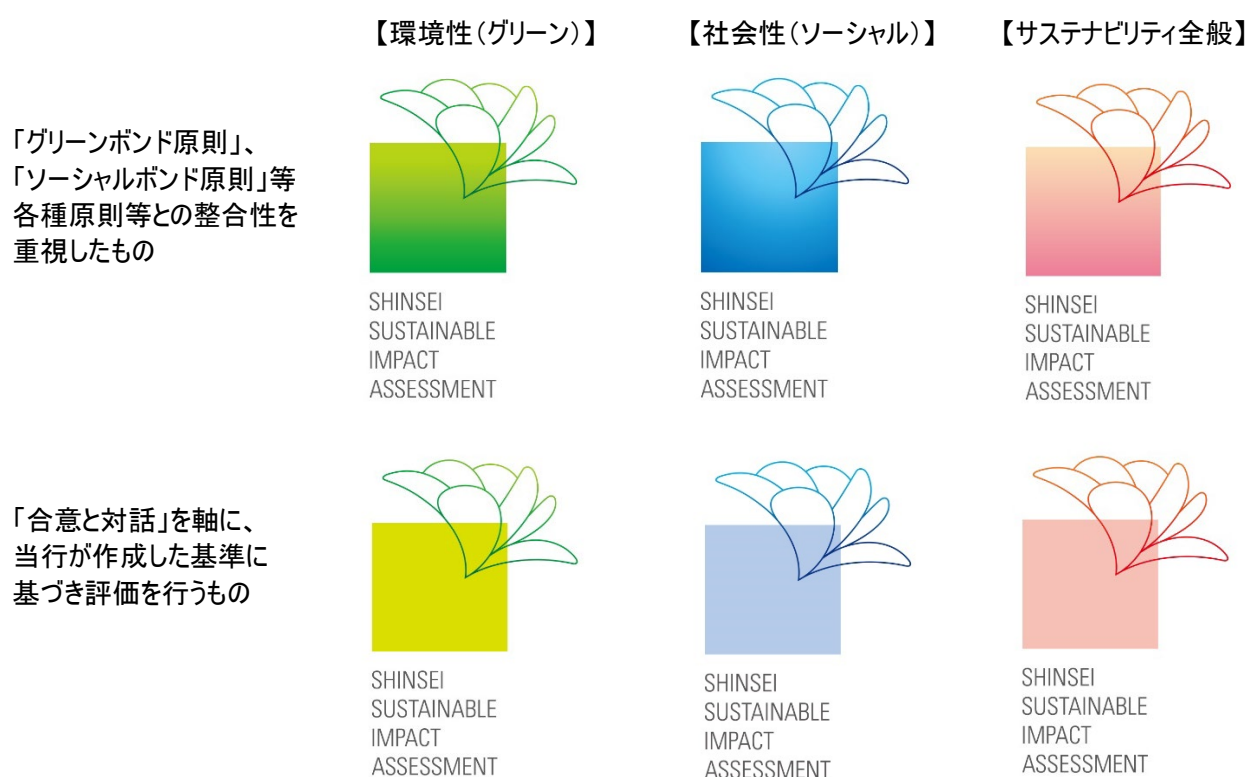 【環境性（グリーン）】
【社会性（ソーシャル）】
【サステナビリティ全般】
「グリーンボンド原則」、
「ソーシャルボンド原則」等
各種原則等との整合性を
重視したもの
SHINSEI
SUSTAINABLE
IMPACT
ASSESSMENT
SHINSEI
SUSTAINABLE
IMPACT
ASSESSMENT
SHINSEI
SUSTAINABLE
IMPACT
ASSESSMENT
「合意と対話」を軸に、
当行が作成した基準に
基づき評価を行うもの
SHINSEI
SUSTAINABLE
IMPACT
ASSESSMENT
SHINSEI
SUSTAINABLE
IMPACT
ASSESSMENT
SHINSEI
SUSTAINABLE
IMPACT
ASSESSMENT